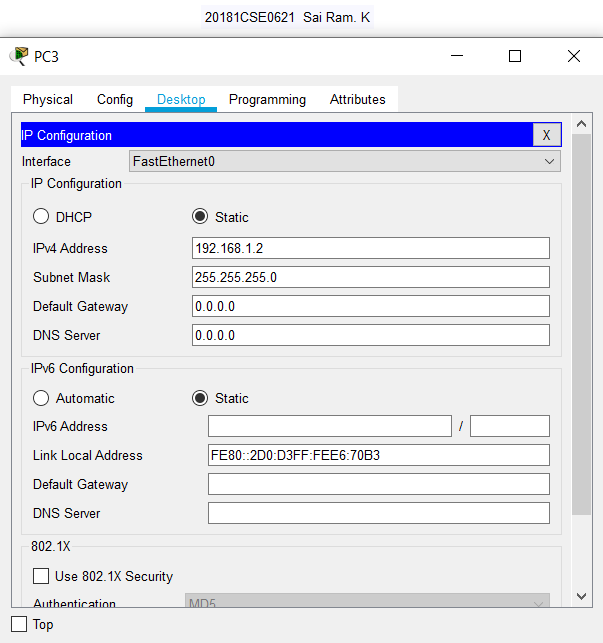 20181CSE0621 Sai Ram. K
PC3
Physical Config Desktop Programming Attributes
IP Configuration X
Interface FastEthernet0
IP Configuration
DHCP Static
IPv4 Address 192.168.1.2
Subnet Mask 255.255.255.0
Default Gateway 0.0.0.0
DNS Server 0.0.0.0
IPv6 Configuration
Automatic Static
IPv6 Address /
Link Local Address FE80::2D0:D3FF:FEE6:70B3
Default Gateway
DNS Server
802.1X
Use 802.1X Security
Authentication MD5
Top